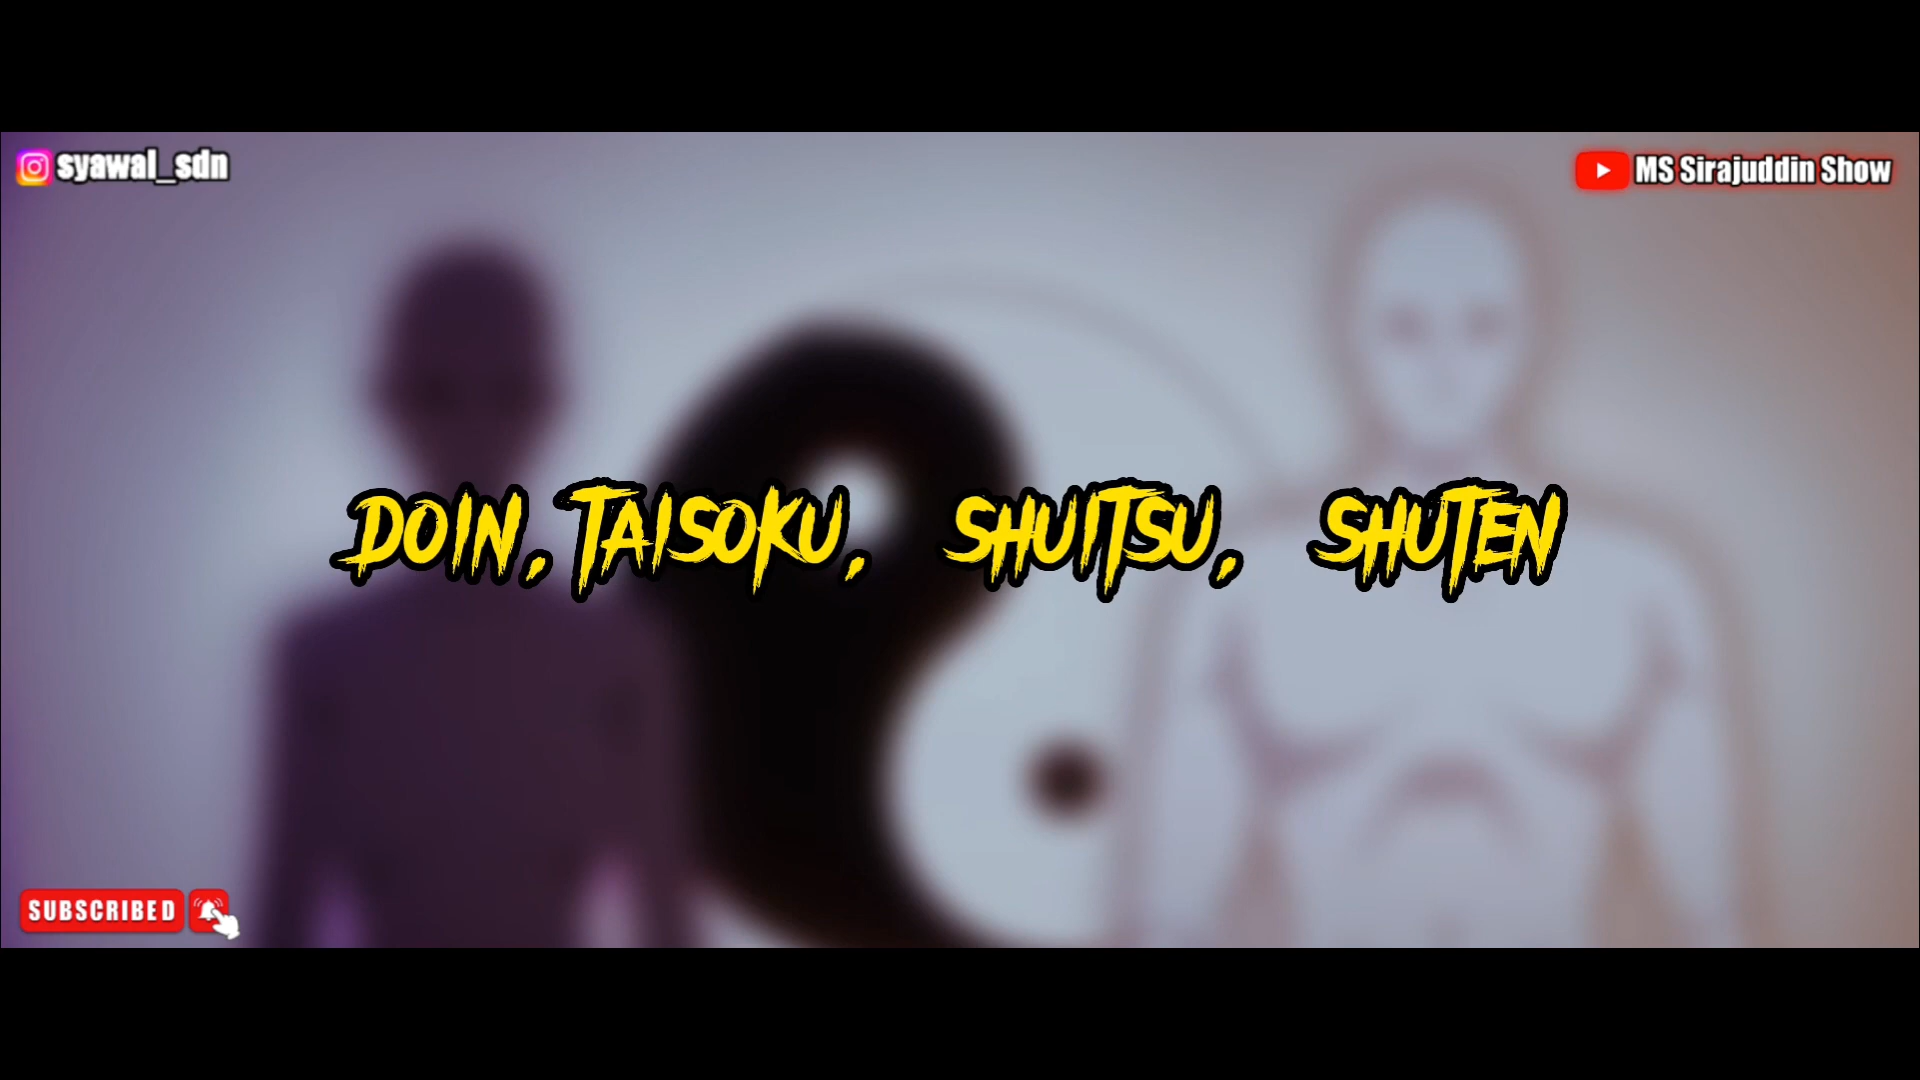 syawal_sdn
MS Sirajuddin Show
DOIN, TAISOKU, SHUITSU, SHUTEN
SUBSCRIBED